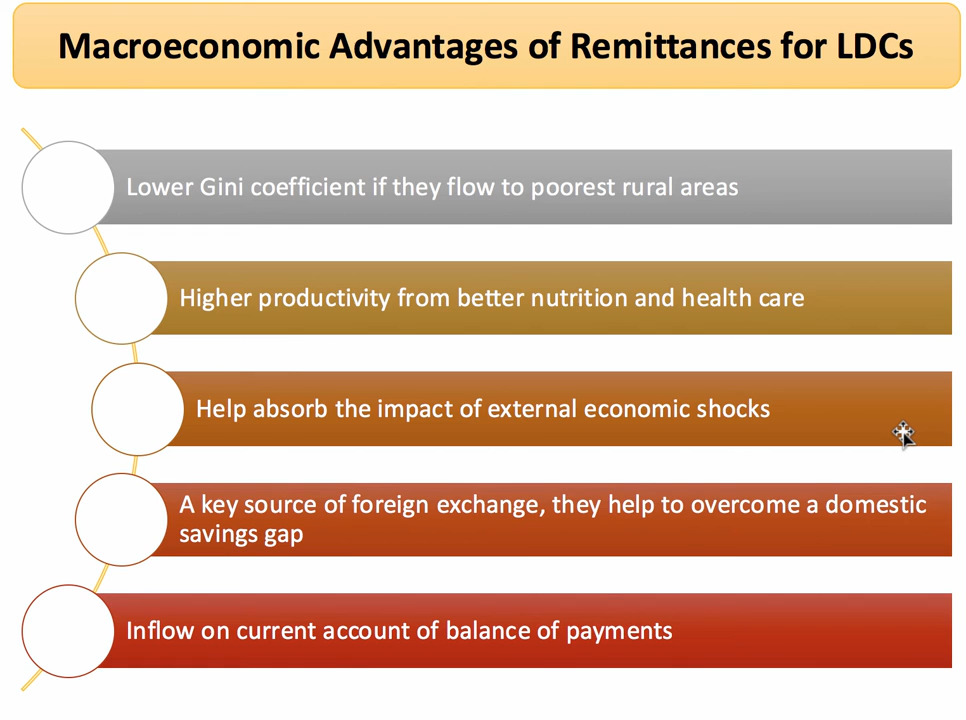 Macroeconomic Advantages of Remittances for LDCs
Lower Gini coefficient if they flow to poorest rural areas
Higher productivity from better nutrition and health care
Help absorb the impact of external economic shocks
A key source of foreign exchange, they help to overcome a domestic
savings gap
Inflow on current account of balance of payments